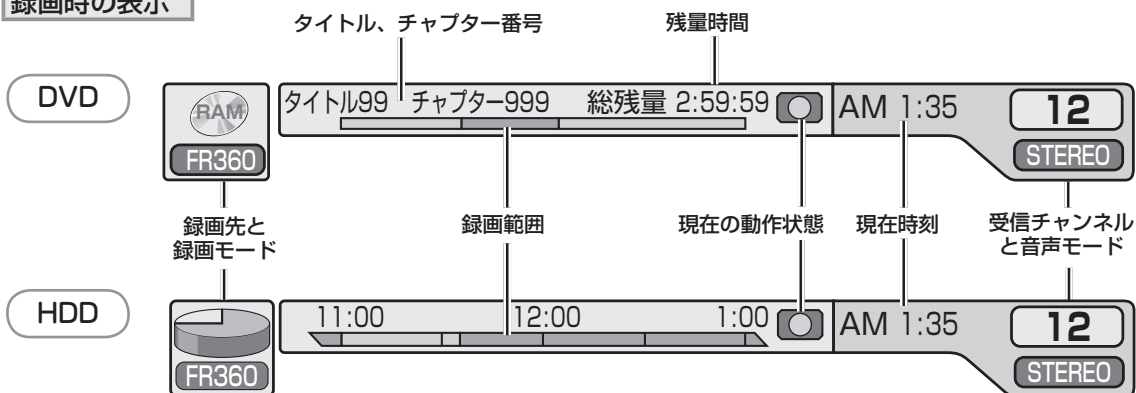 録画時の表示
タイトル、チャプター番号
残量時間
DVD
RAM
FR360
タイトル99 チャプター999 総残量 2:59:59
AM 1:35
12
STEREO
録画先と
録画モード
録画範囲
現在の動作状態
現在時刻
受信チャンネル
と音声モード
HDD
FR360
11:00 12:00 1:00
AM 1:35
12
STEREO